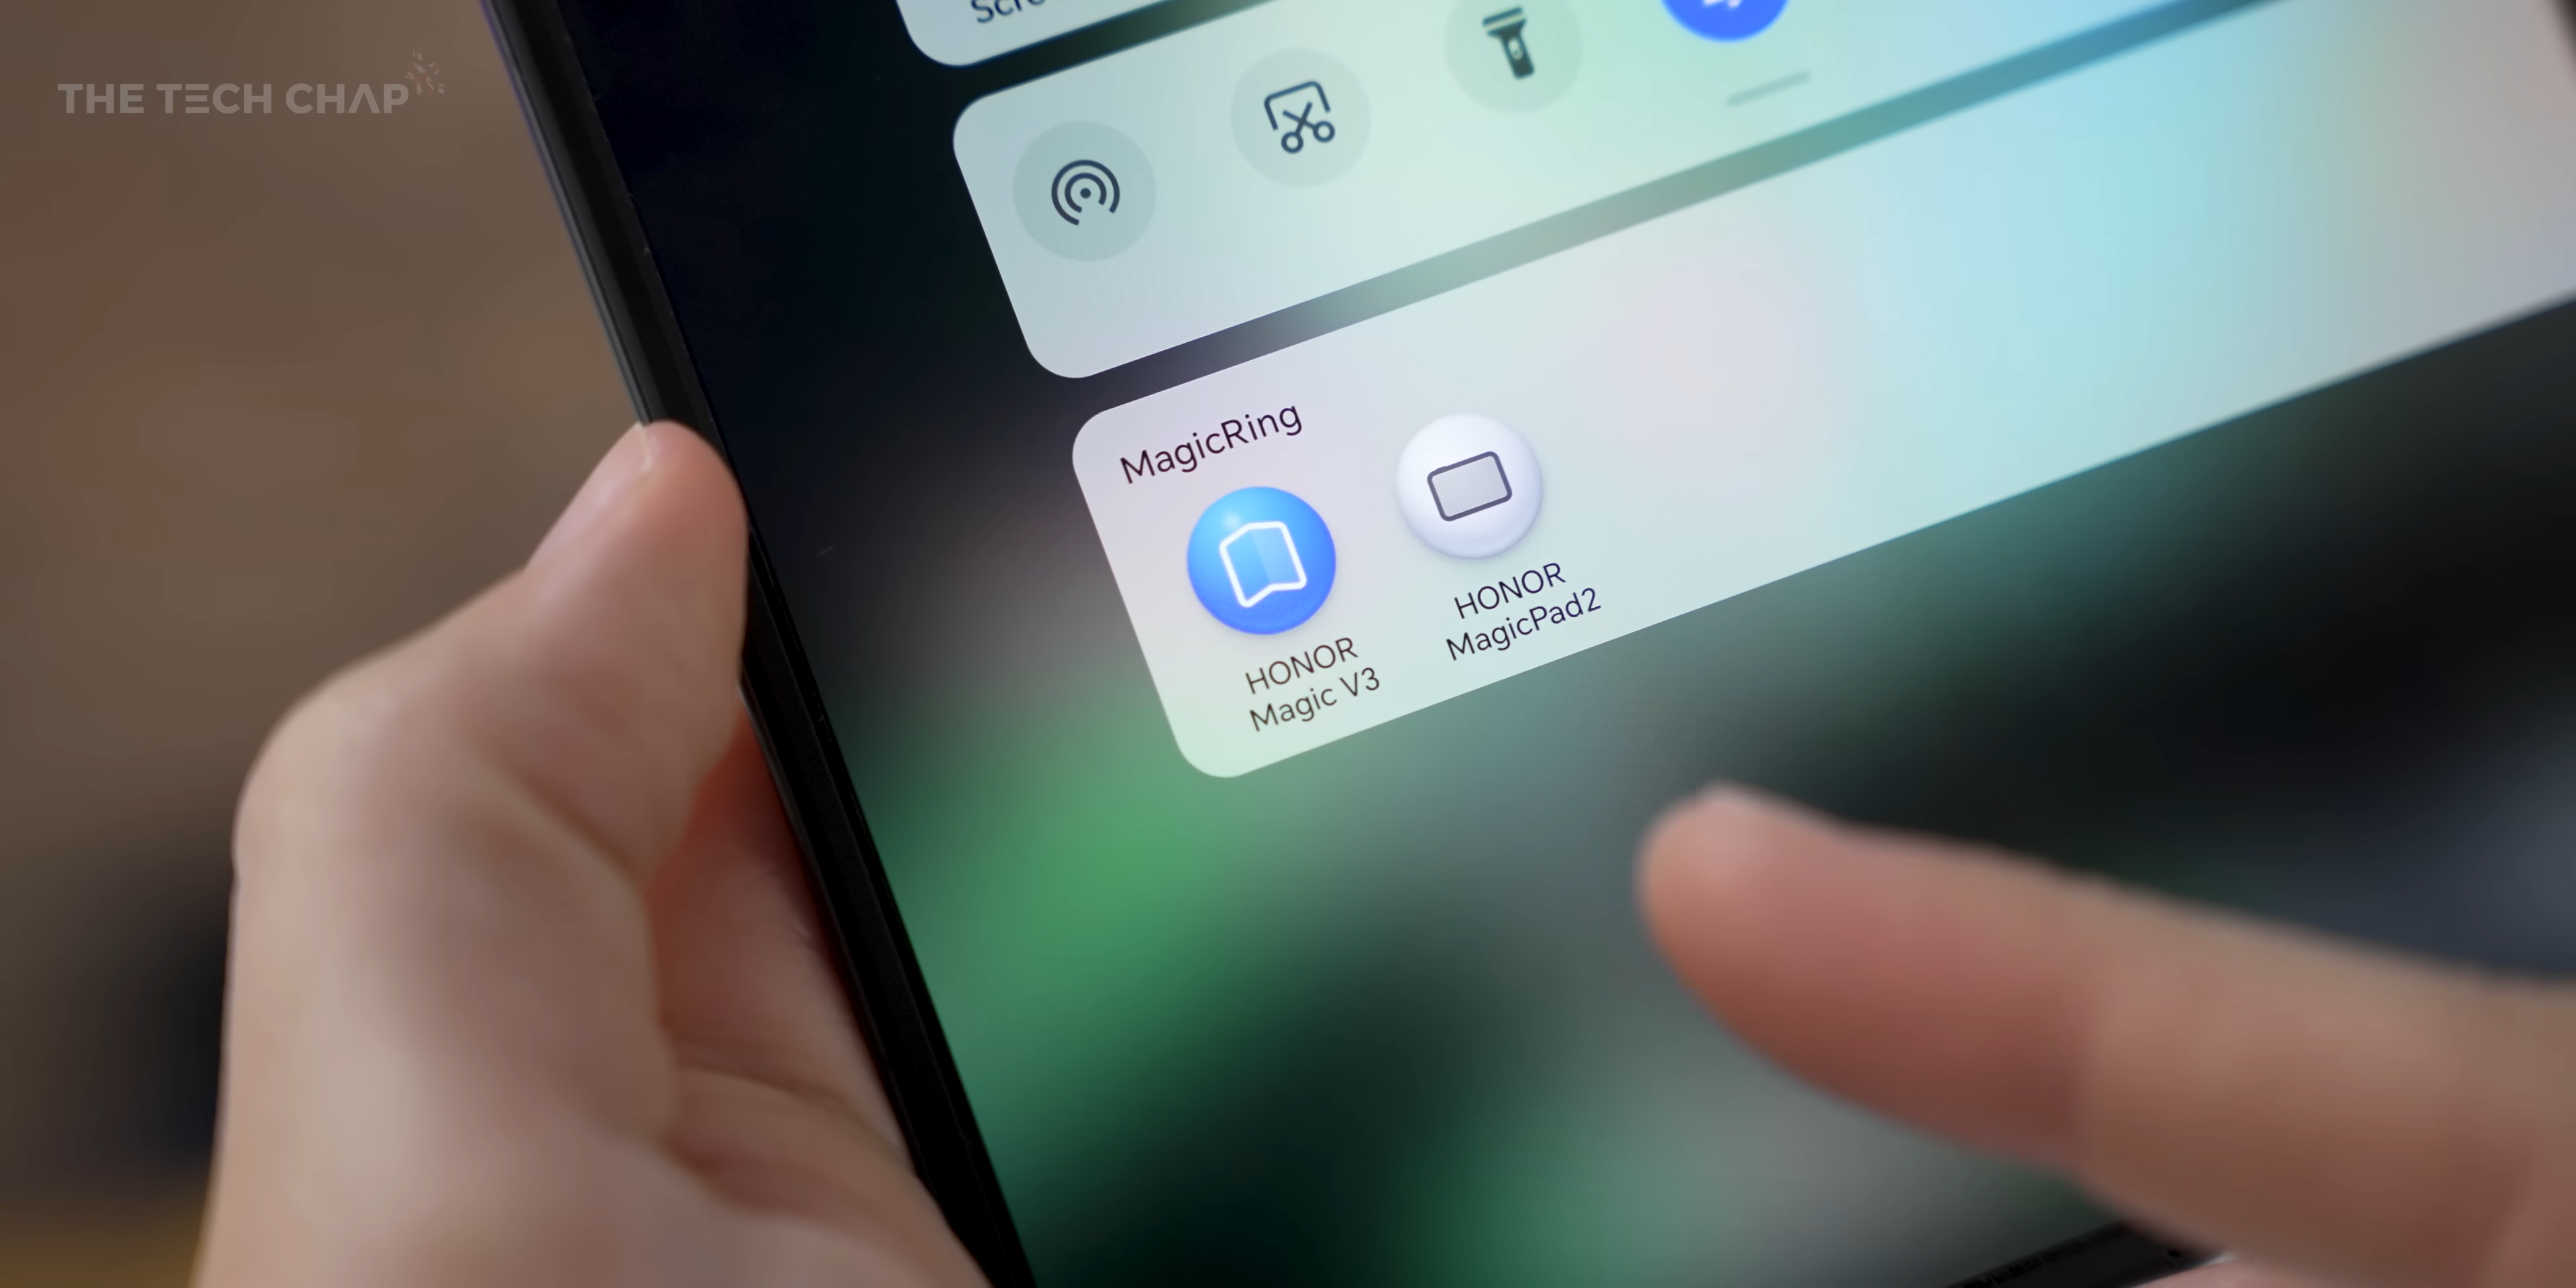 THE TECH CHAP
MagicRing
HONOR
Magic V3
HONOR
MagicPad2